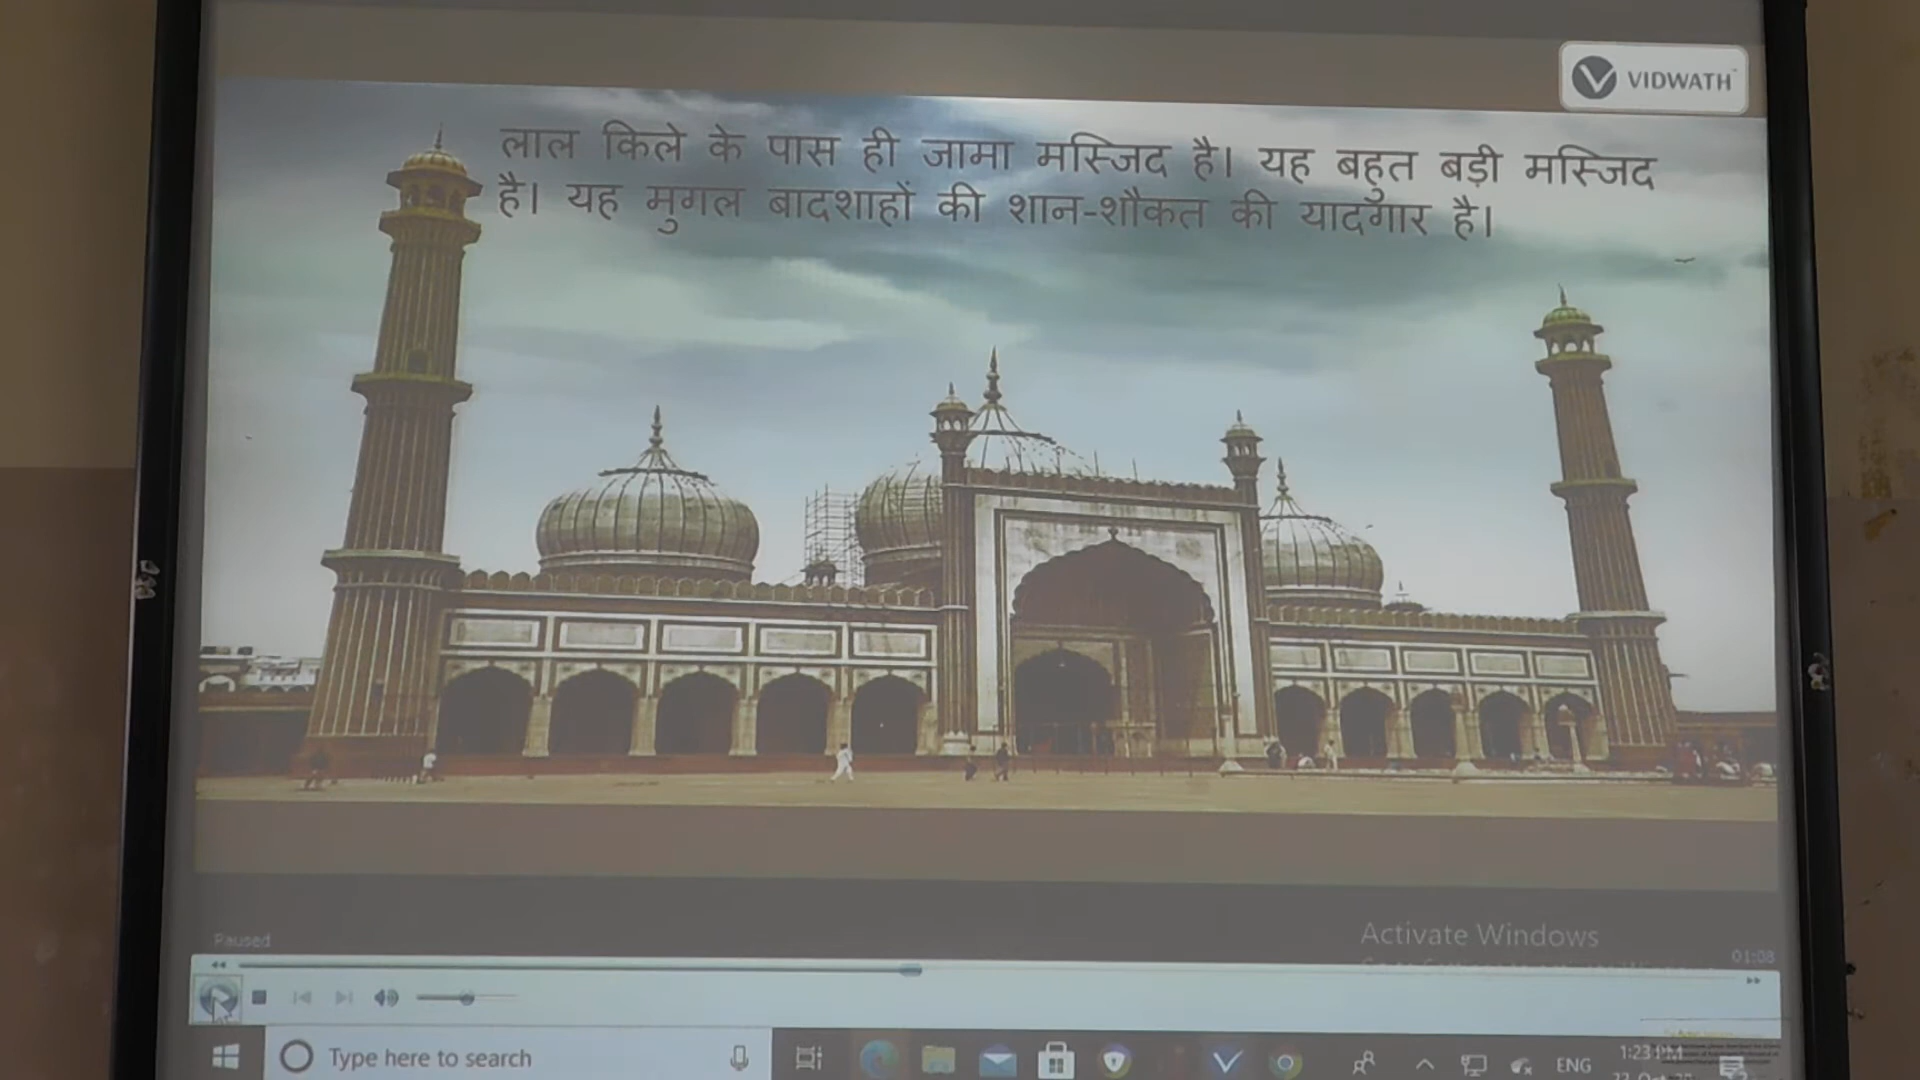 VIDWATH
लाल किले के पास ही जामा मस्जिद है। यह बहुत बड़ी मस्जिद
है। यह मुगल बादशाहों की शान-शौकत की यादगार है।
Activate Windows
Paused
01:08
Type here to search
ENG
1:23 PM